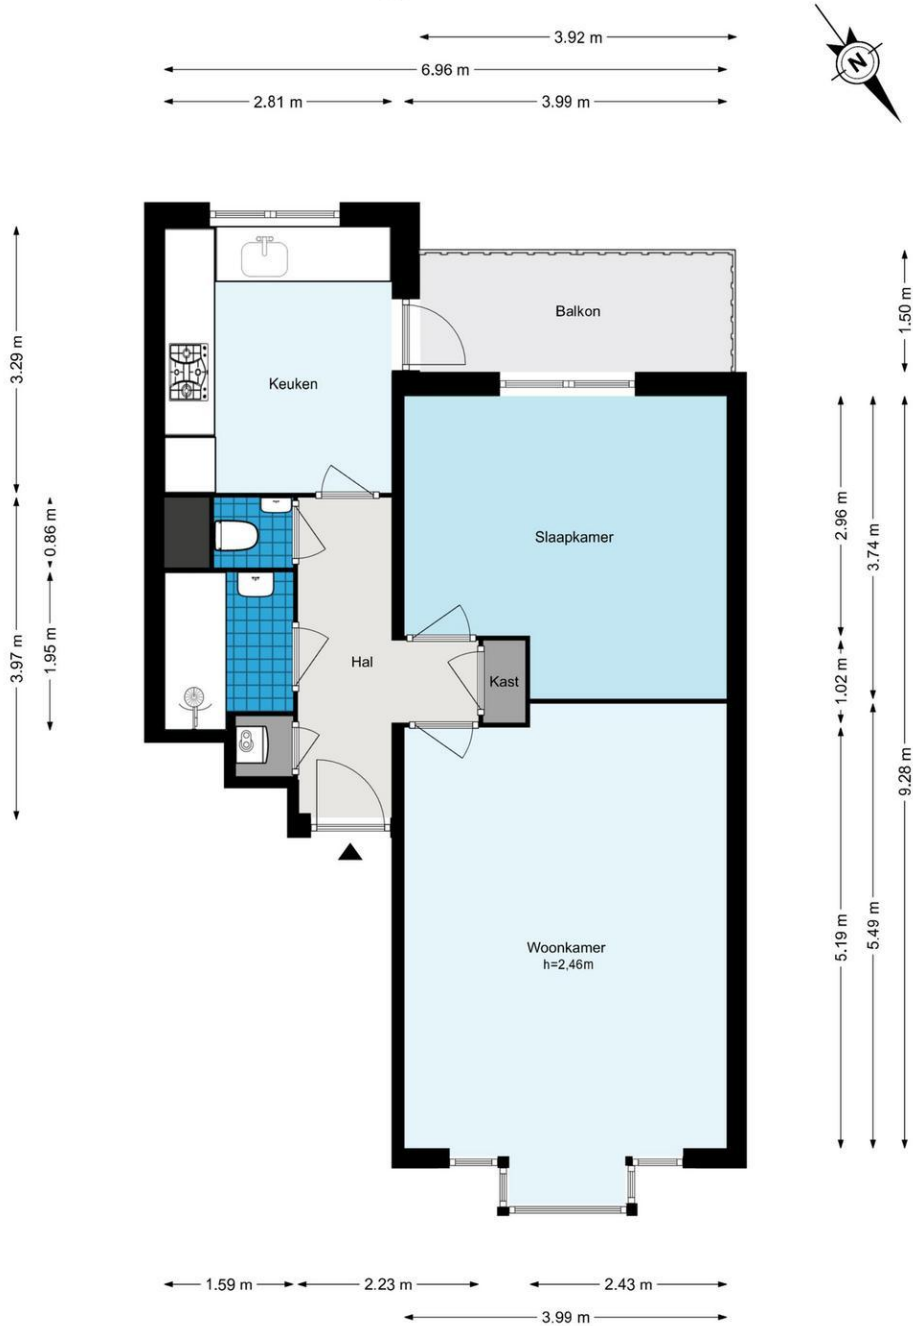 3.92 m
6.96 m
2.81 m
3.99 m
N
3.29 m
3.97 m
0.86 m
1.95 m
Keuken
Balkon
Slaapkamer
Hal
Kast
Woonkamer
h=2,46m
1.50 m
2.96 m
3.74 m
1.02 m
9.28 m
5.19 m
5.49 m
1.59 m
2.23 m
2.43 m
3.99 m